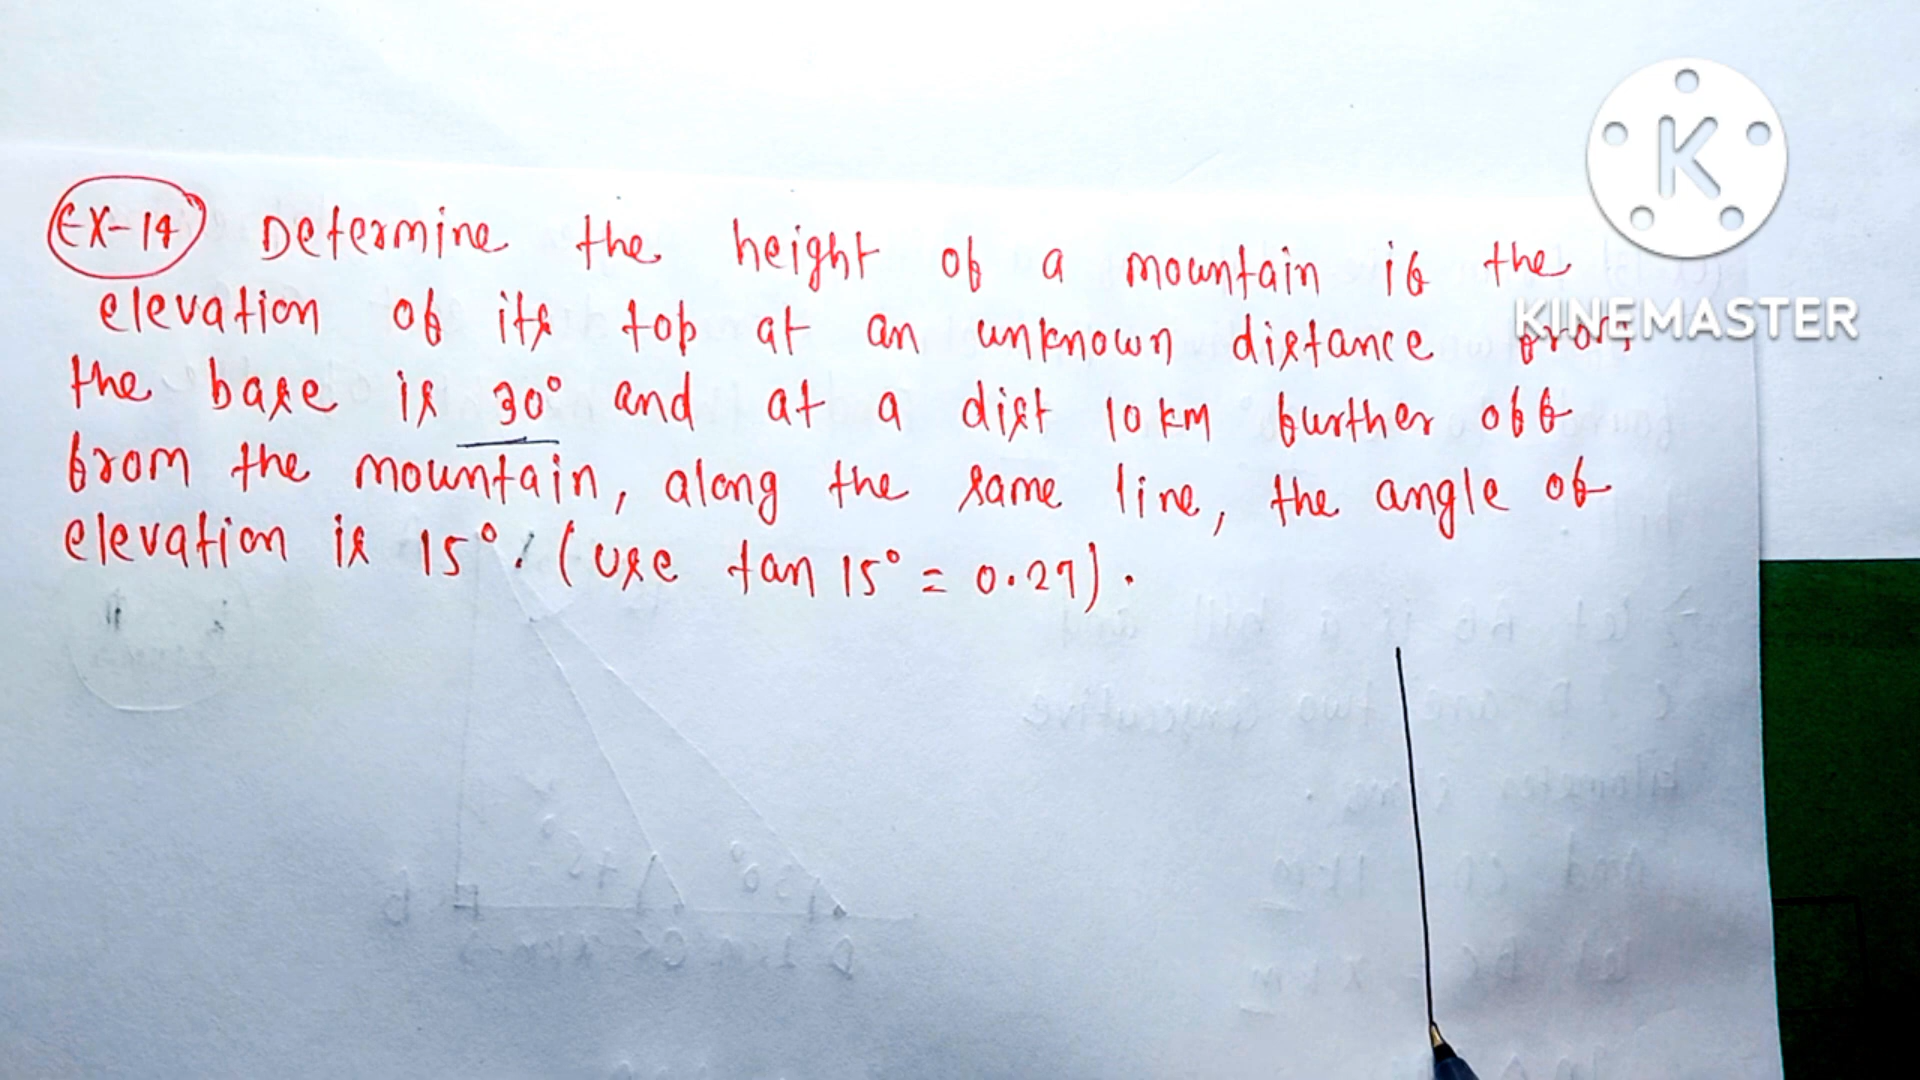 EX-14 Determine the height of a mountain if the
elevation of its top at an unknown distance from
the base is 30° and at a dist 10 km further off
from the mountain, along the same line, the angle of
elevation is 15°. (use tan 15° = 0.27).
K
KINEMASTER